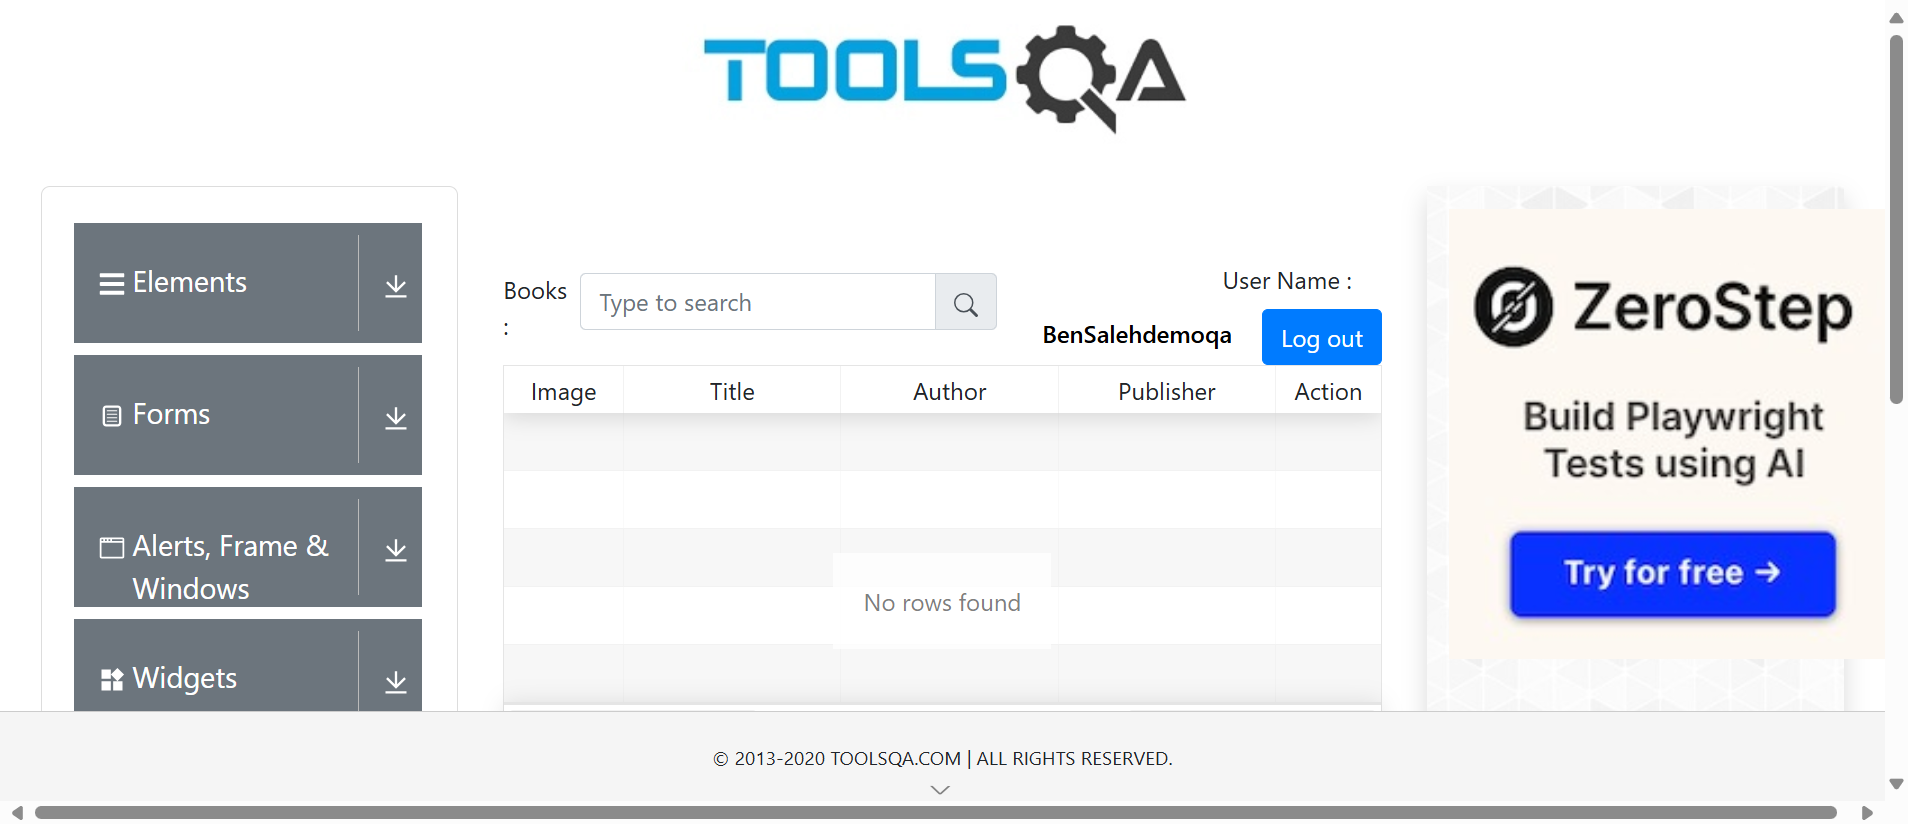 TOOLSQA
Elements
Forms
Alerts, Frame &
Windows
Widgets
Books
:
Type to search
User Name :
BenSalehdemoqa
Log out
Image Title Author Publisher Action
No rows found
ZeroStep
Build Playwright
Tests using AI
Try for free →
© 2013-2020 TOOLSQA.COM | ALL RIGHTS RESERVED.